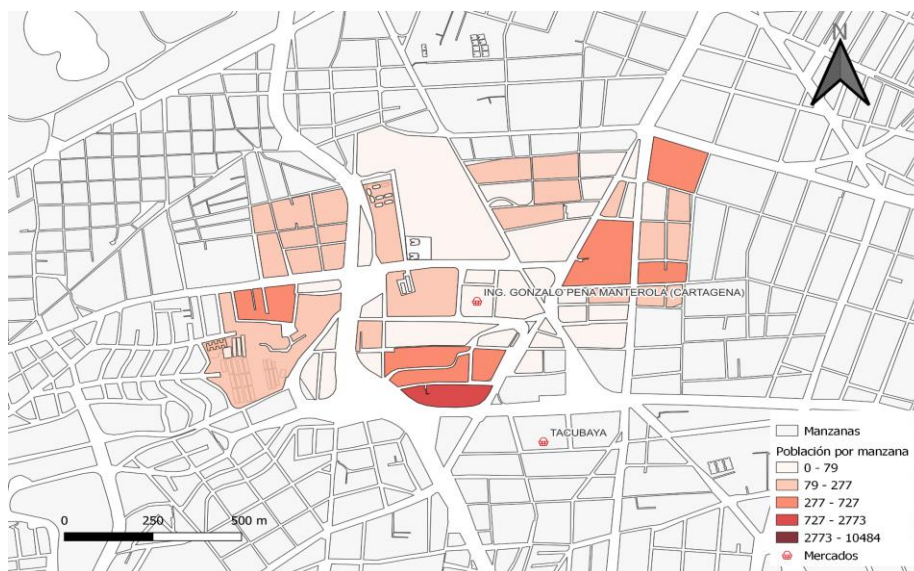 N
ING. GONZALO PEÑA MANTEROLA (CARTAGENA)
TACUBAYA
Manzanas
Población por manzana
0 - 79
79 - 277
277 - 727
727 - 2773
2773 - 10484
Mercados
0 250 500 m